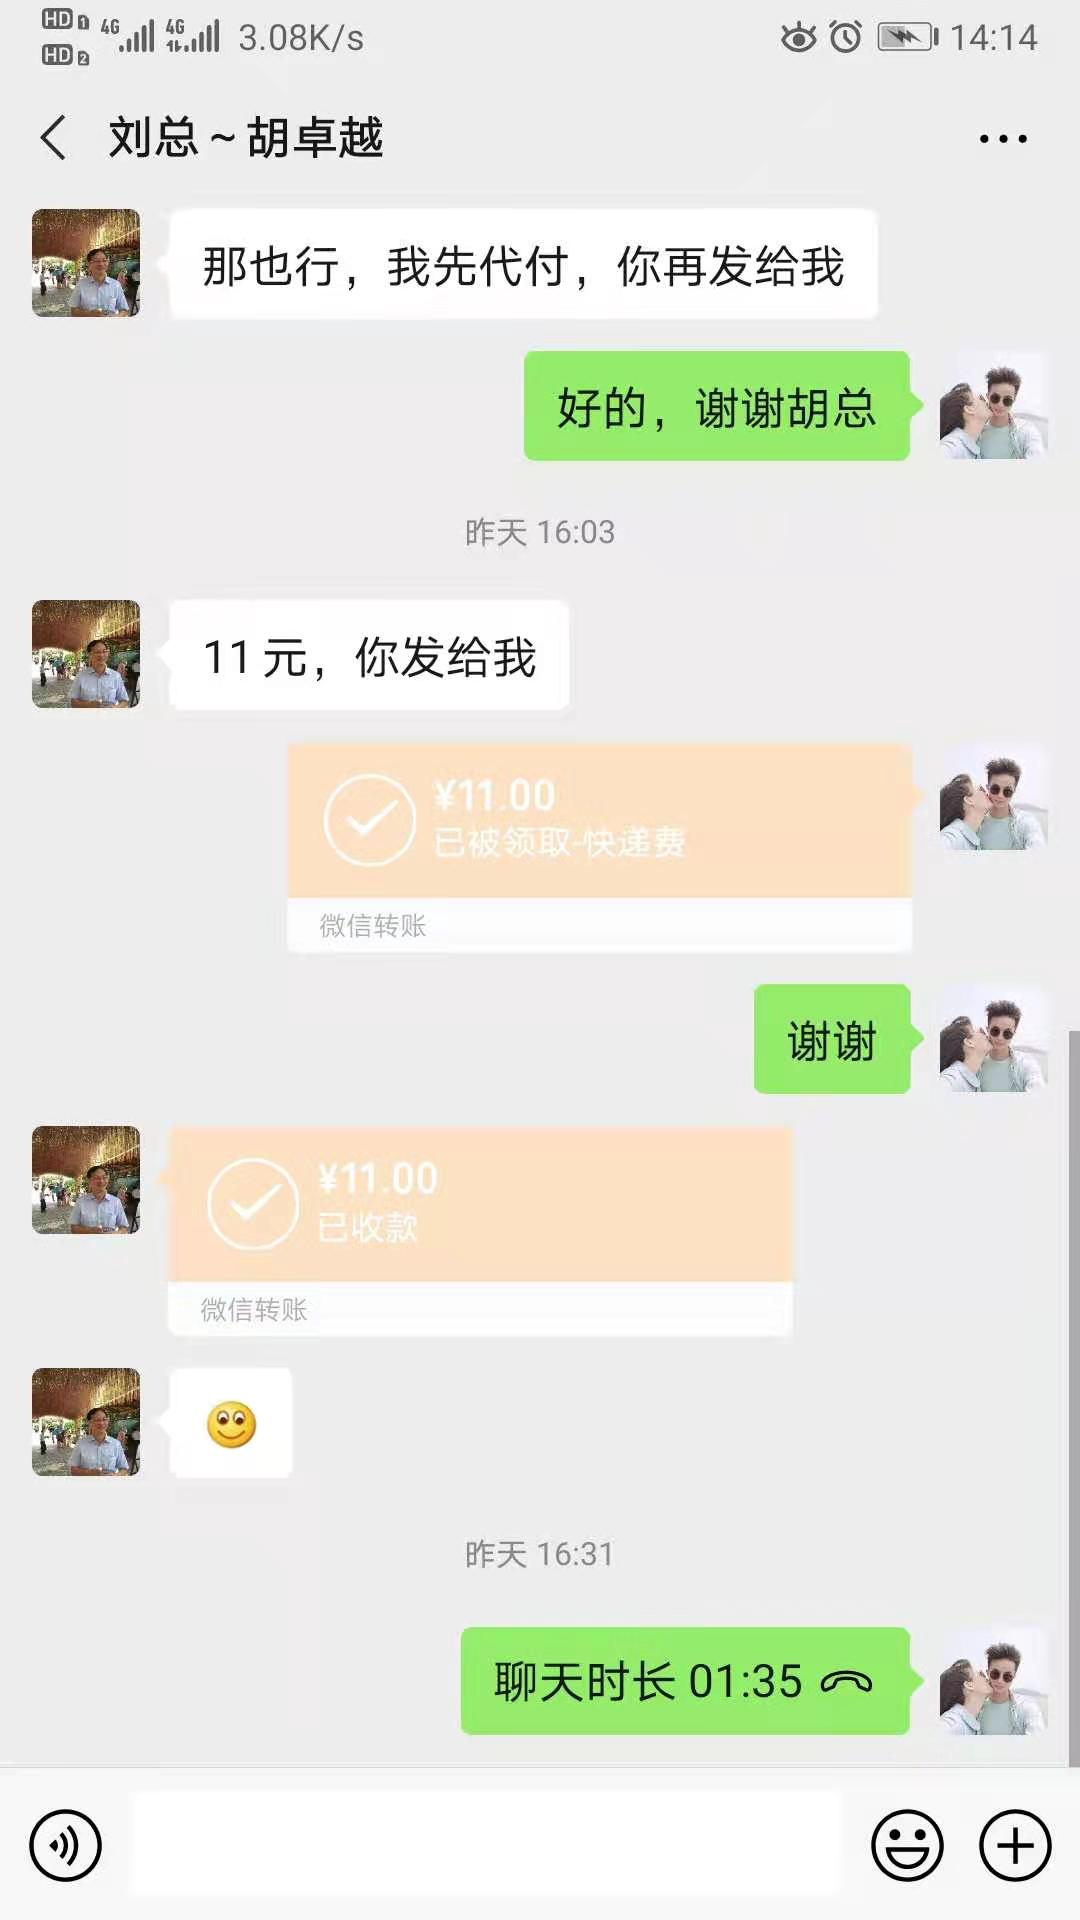 HD 1 4G 4G 3.08K/s 14:14
HD 2
刘总~胡卓越
那也行，我先代付，你再发给我
好的，谢谢胡总
昨天 16:03
11元，你发给我
¥11.00
已被领取-快递费
微信转账
谢谢
¥11.00
已收款
微信转账
昨天 16:31
聊天时长 01:35